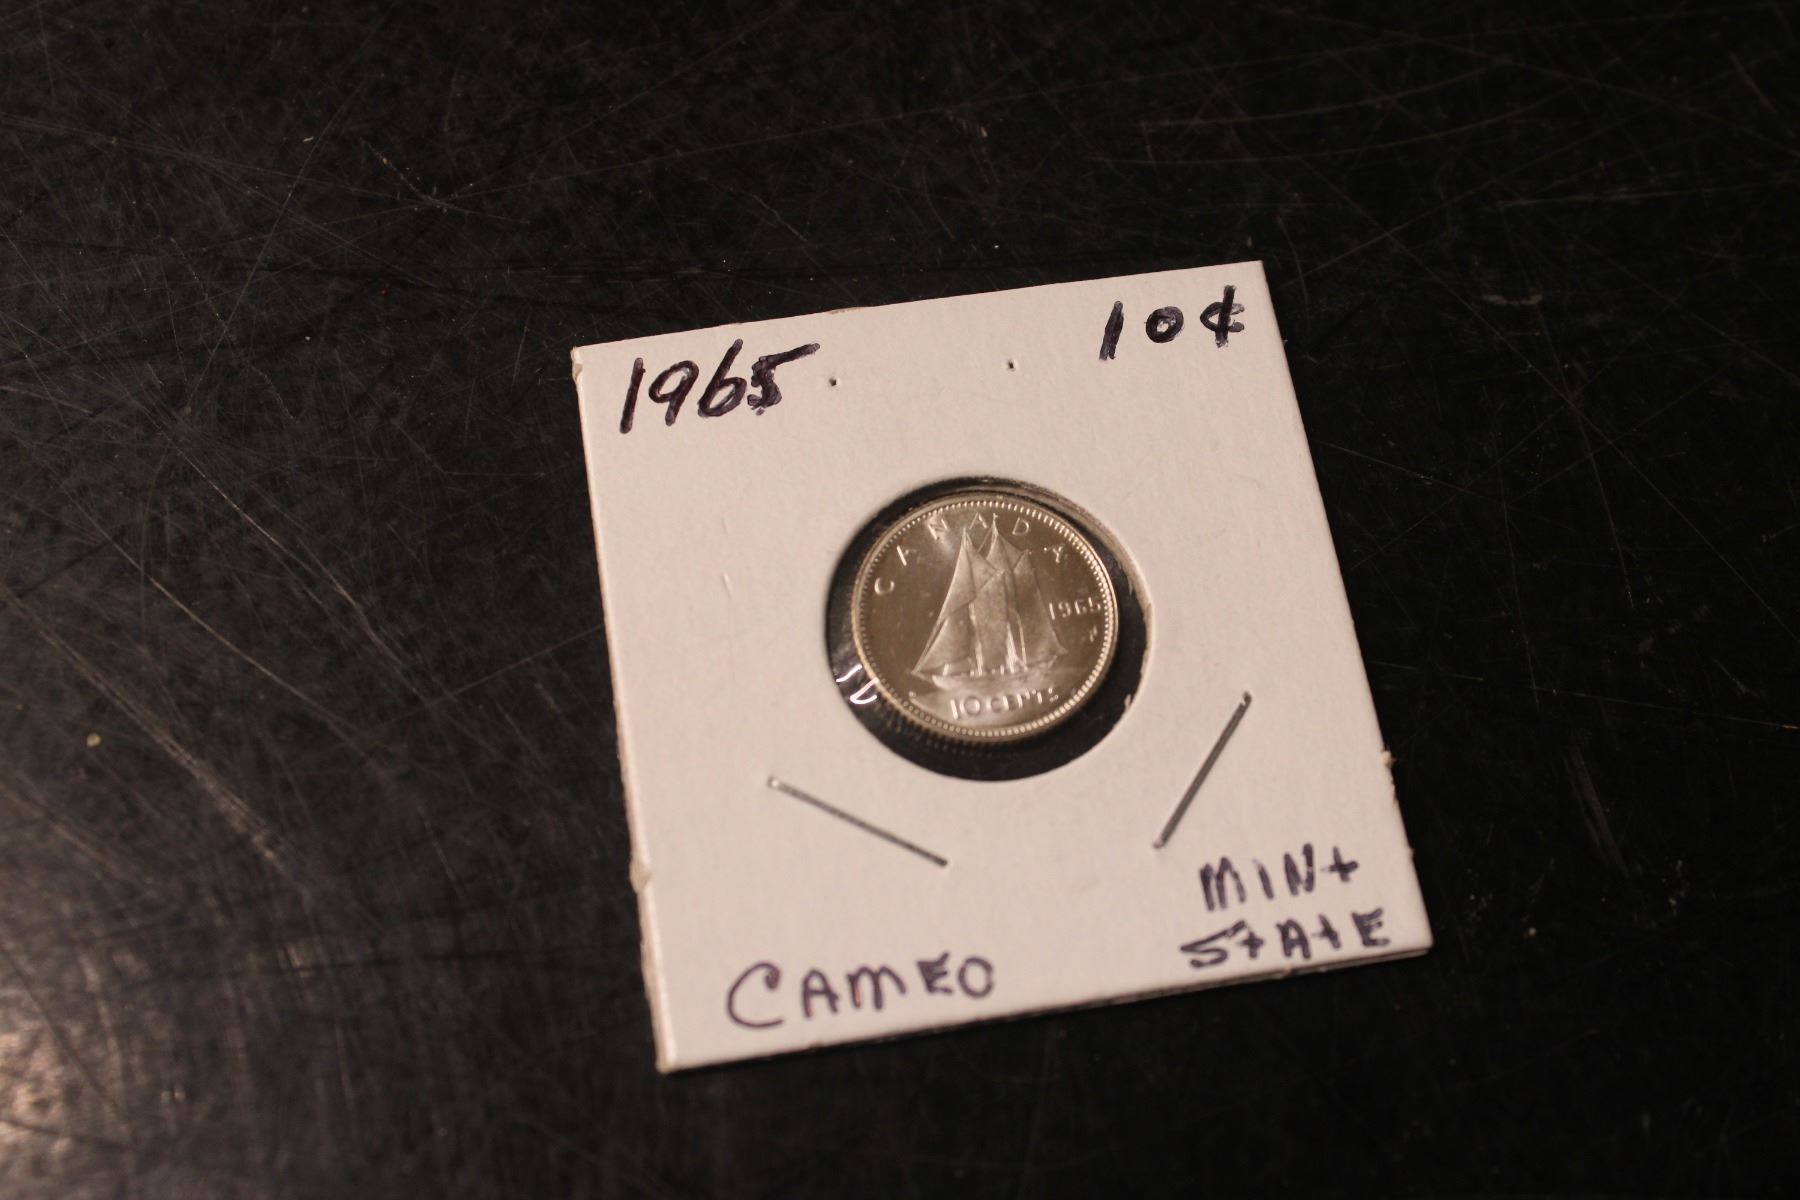 1965 10¢
CANADA
1965
10 CENTS
CAMEO
MINt
StAtE